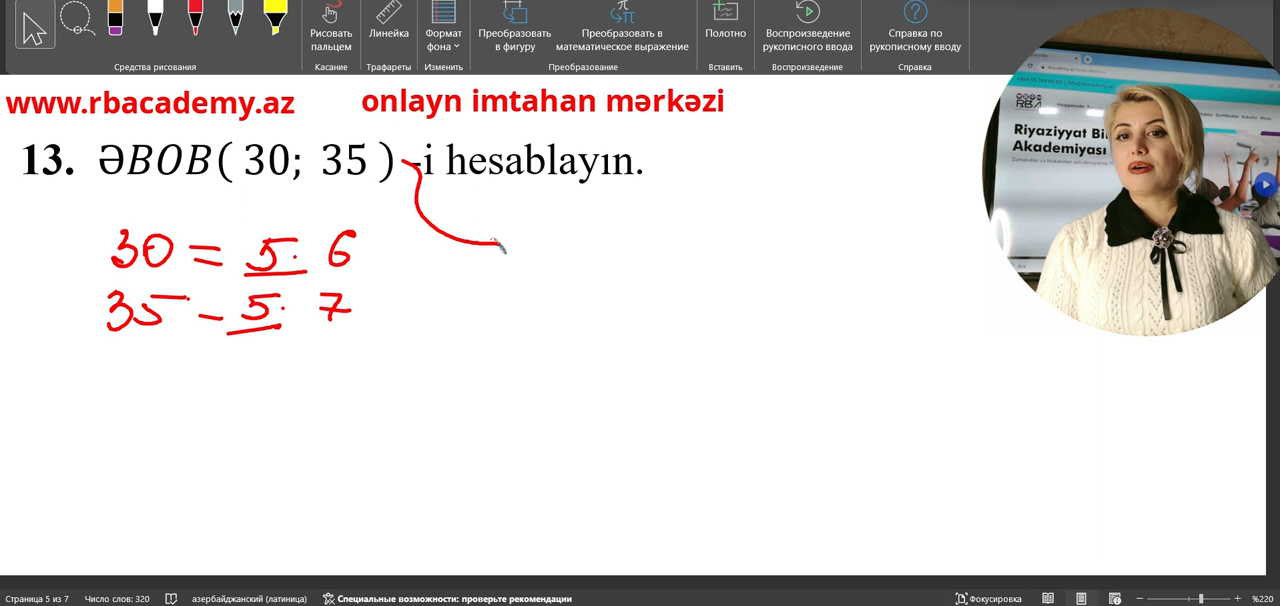 Рисовать пальцем
Линейка
Формат фона
Преобразовать в фигуру
Преобразовать в математическое выражение
Полотно
Воспроизведение рукописного ввода
Справка по рукописному вводу
Средства рисования
Касание
Трафареты
Изменить
Преобразование
Вставить
Воспроизведение
Справка
www.rbacademy.az onlayn imtahan mərkəzi
13. ƏBOB( 30; 35 ) -i hesablayın.
30 = 5. 6
35 - 5. 7
RBA
Riyaziyyat Bi
Akademiyası
Страница 5 из 7 Число слов: 320 азербайджанский (латиница) Специальные возможности: проверьте рекомендации Фокусировка %220